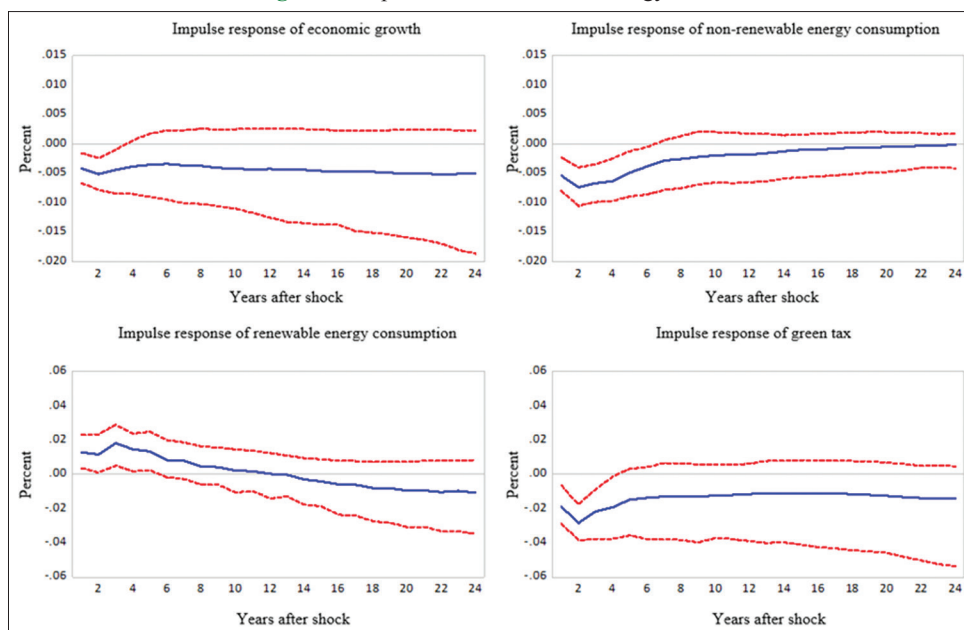 Impulse response of economic growth
.015
.010
.005
.000
-.005
-.010
-.015
-.020
Percent
2 4 6 8 10 12 14 16 18 20 22 24
Years after shock
Impulse response of non-renewable energy consumption
.015
.010
.005
.000
-.005
-.010
-.015
-.020
Percent
2 4 6 8 10 12 14 16 18 20 22 24
Years after shock
Impulse response of renewable energy consumption
.06
.04
.02
.00
-.02
-.04
-.06
Percent
2 4 6 8 10 12 14 16 18 20 22 24
Years after shock
Impulse response of green tax
.06
.04
.02
.00
-.02
-.04
-.06
Percent
2 4 6 8 10 12 14 16 18 20 22 24
Years after shock